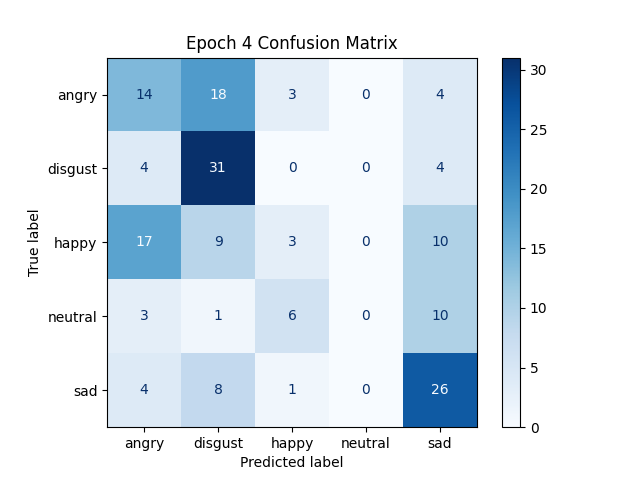 Epoch 4 Confusion Matrix
True label
angry 14 18 3 0 4
disgust 4 31 0 0 4
happy 17 9 3 0 10
neutral 3 1 6 0 10
sad 4 8 1 0 26
angry disgust happy neutral sad
Predicted label
30
25
20
15
10
5
0